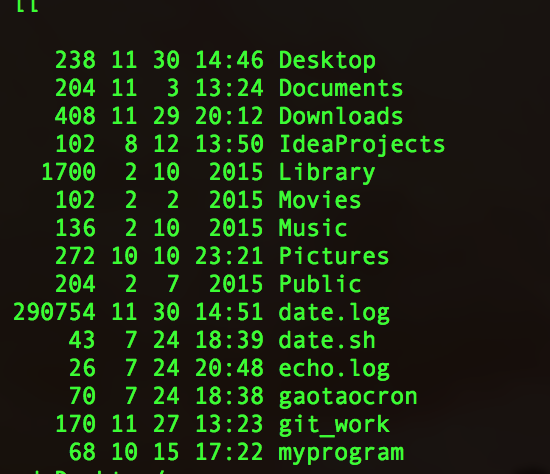 238 11 30 14:46 Desktop
204 11  3 13:24 Documents
408 11 29 20:12 Downloads
102  8 12 13:50 IdeaProjects
1700  2 10  2015 Library
102  2  2  2015 Movies
136  2 10  2015 Music
272 10 10 23:21 Pictures
204  2  7  2015 Public
290754 11 30 14:51 date.log
43  7 24 18:39 date.sh
26  7 24 20:48 echo.log
70  7 24 18:38 gaotaocron
170 11 27 13:23 git_work
68 10 15 17:22 myprogram